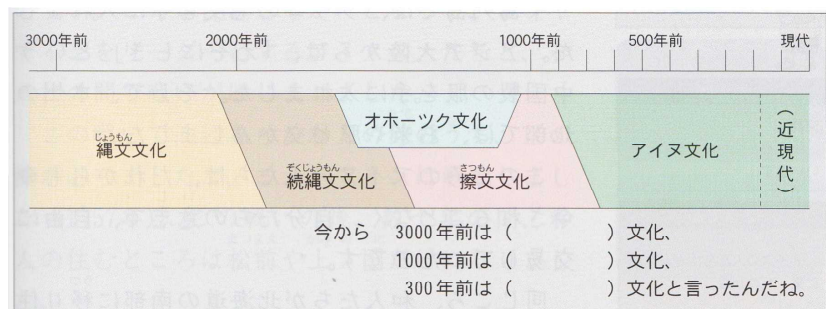 3000年前 2000年前 1000年前 500年前 現代
オホーツク文化
じょうもん
縄文文化
ぞくじょうもん
続縄文文化
さつもん
擦文文化
アイヌ文化
（近現代）
今から 3000年前は（ ）文化、
1000年前は（ ）文化、
300年前は（ ）文化と言ったんだね。